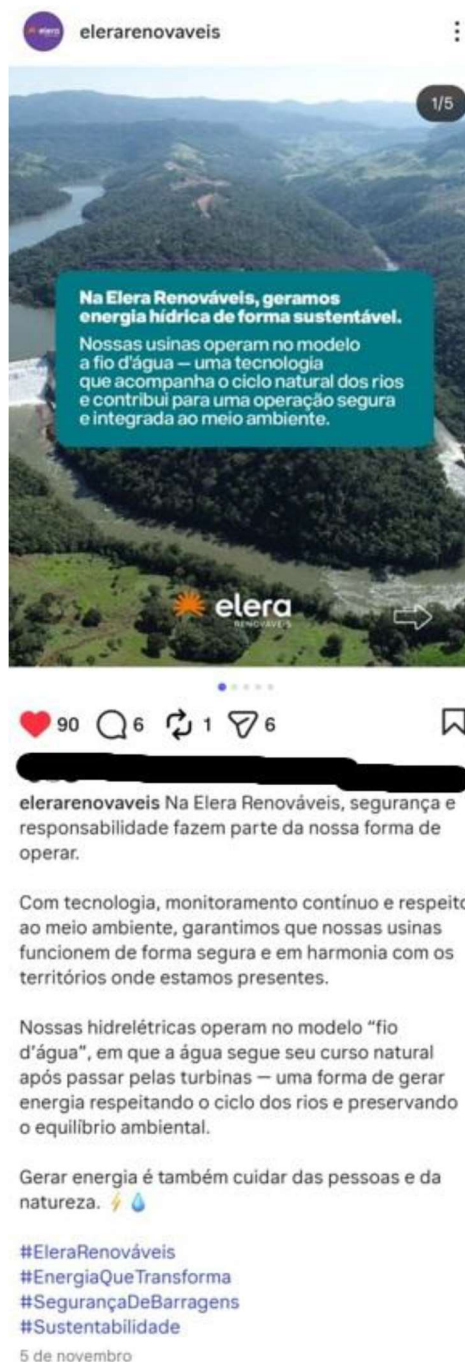 elera
elerarenovaveis
1/5
Na Elera Renováveis, geramos
energia hídrica de forma sustentável.
Nossas usinas operam no modelo
a fio d'água — uma tecnologia
que acompanha o ciclo natural dos rios
e contribui para uma operação segura
e integrada ao meio ambiente.
elera
RENOVÁVEIS
90 6 1 6
elerarenovaveis Na Elera Renováveis, segurança e
responsabilidade fazem parte da nossa forma de
operar.
Com tecnologia, monitoramento contínuo e respeito
ao meio ambiente, garantimos que nossas usinas
funcionem de forma segura e em harmonia com os
territórios onde estamos presentes.
Nossas hidrelétricas operam no modelo “fio
d’água”, em que a água segue seu curso natural
após passar pelas turbinas — uma forma de gerar
energia respeitando o ciclo dos rios e preservando
o equilíbrio ambiental.
Gerar energia é também cuidar das pessoas e da
natureza. ⚡💧
#EleraRenováveis
#EnergiaQueTransforma
#SegurançaDeBarragens
#Sustentabilidade
5 de novembro